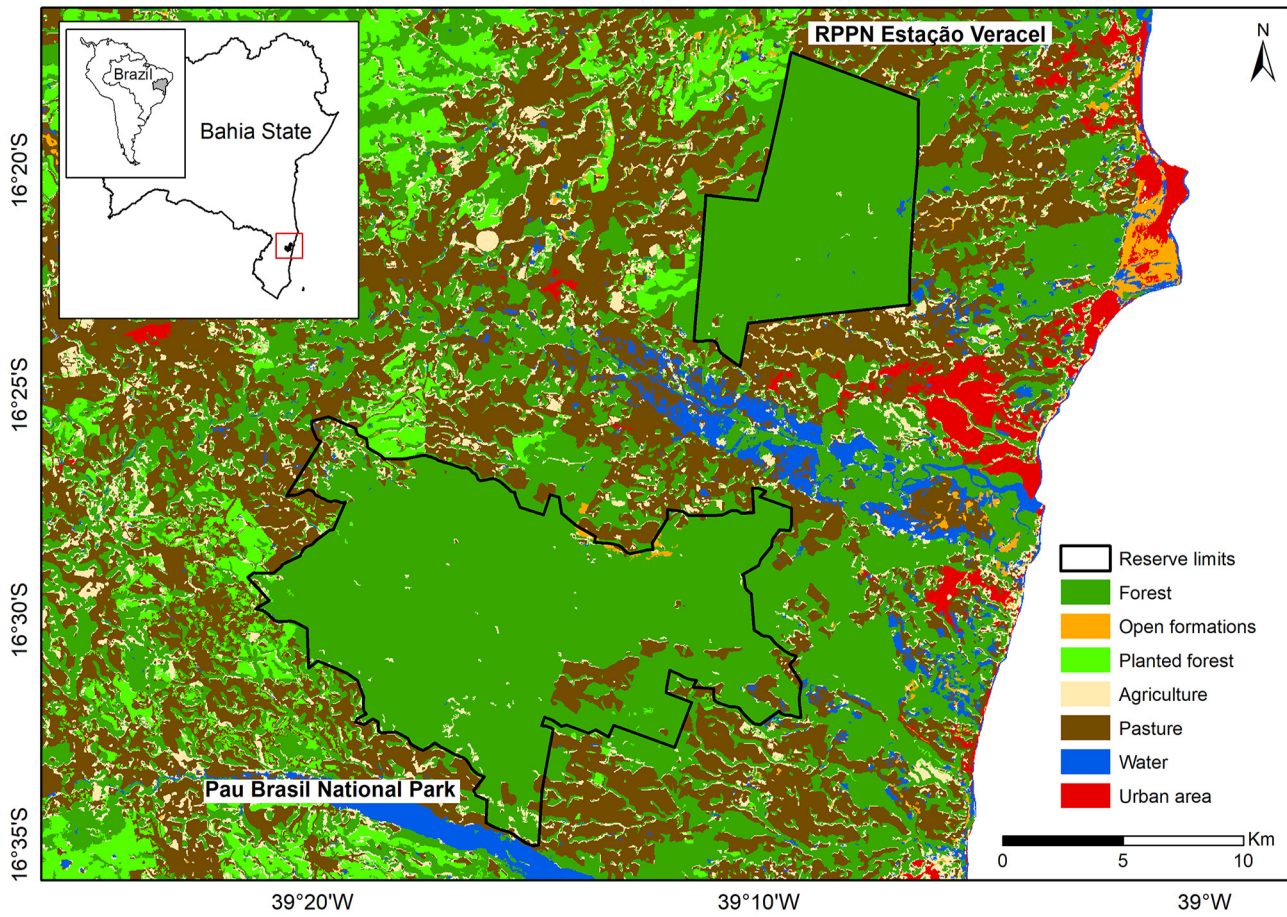 RPPN Estação Veracel
N
Brazil
Bahia State
16°20'S
16°25'S
16°30'S
16°35'S
Pau Brasil National Park
Reserve limits
Forest
Open formations
Planted forest
Agriculture
Pasture
Water
Urban area
Km
0 5 10
39°20'W 39°10'W 39°W